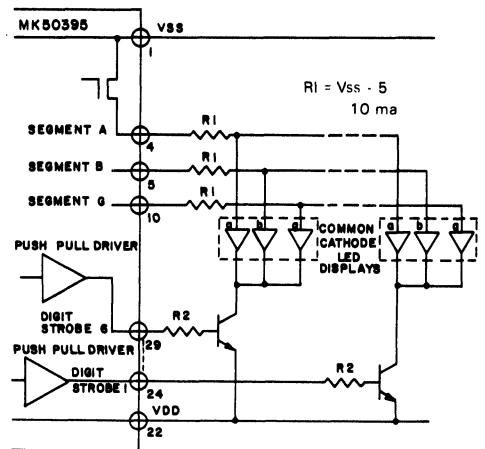 MK50395
VSS
1
RI = Vss - 5
10 ma
R1
SEGMENT A
4
R1
SEGMENT B
5
R1
SEGMENT G
10
a b g
COMMON
CATHODE
LED
DISPLAYS
a b g
PUSH PULL DRIVER
DIGIT
STROBE 6
29
R2
PUSH PULL DRIVER
DIGIT
STROBE 1
24
R2
VDD
22